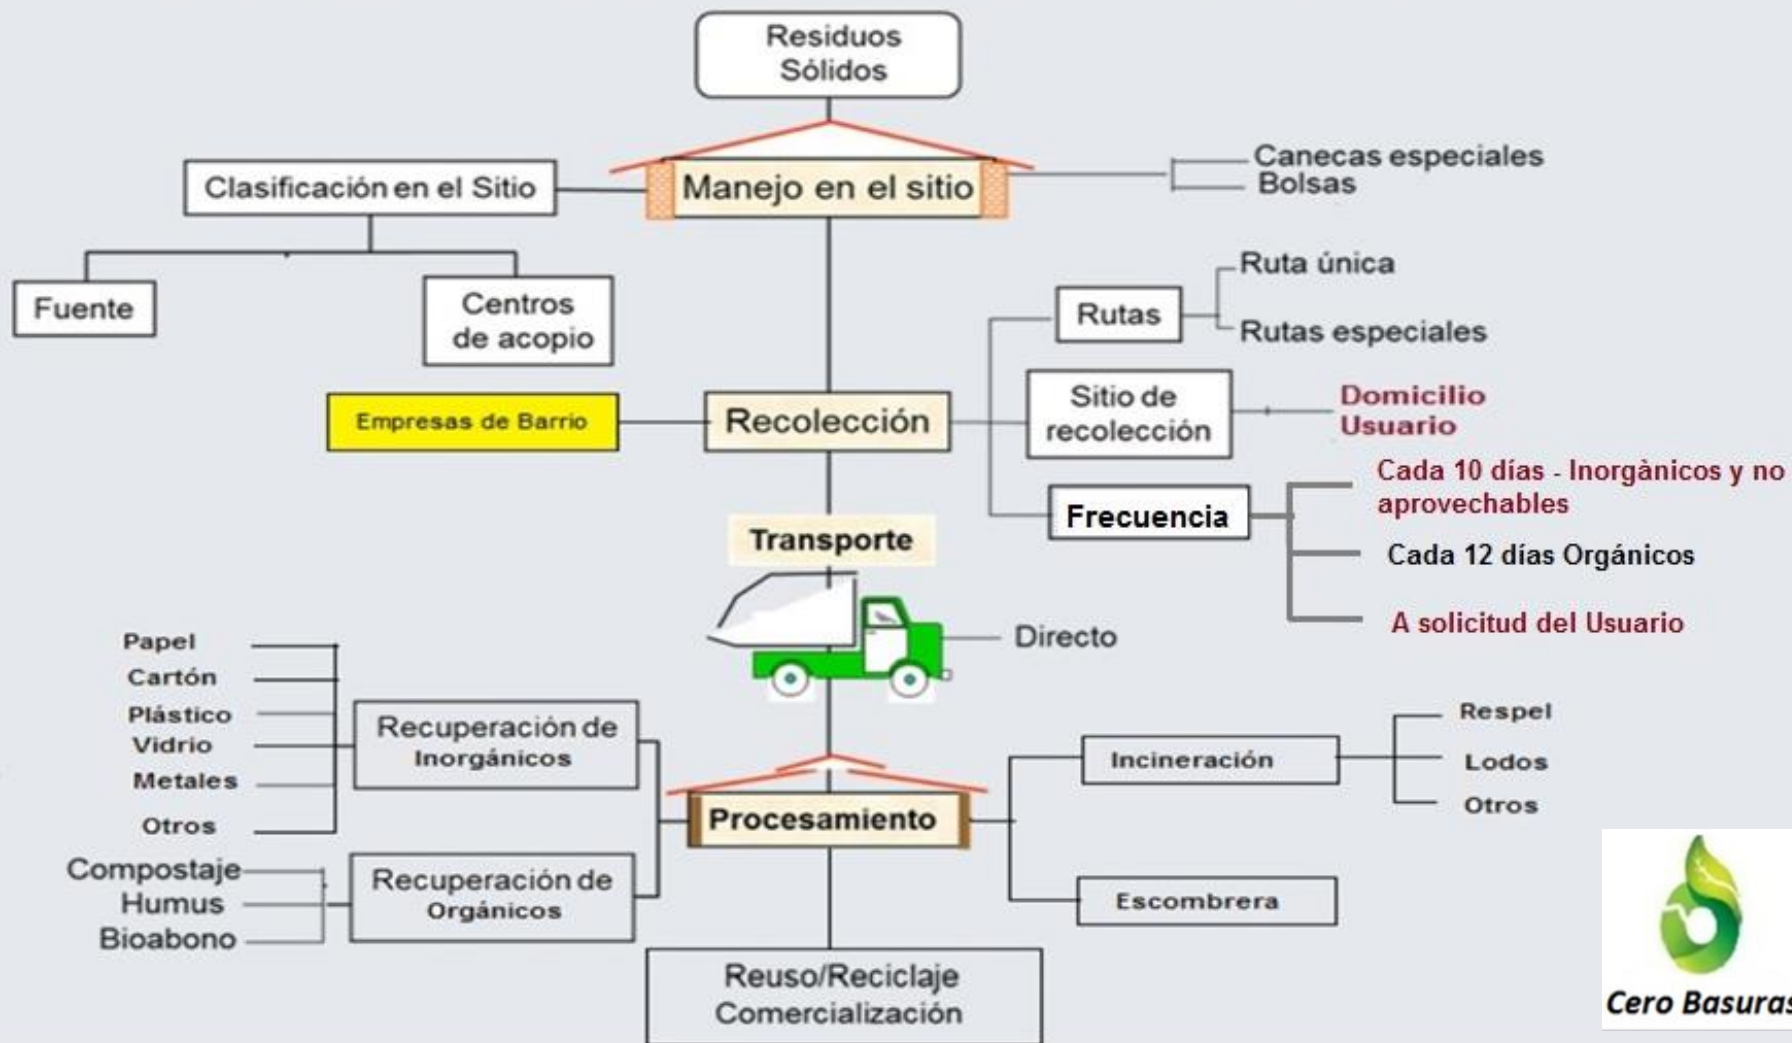 Residuos
Sólidos
Clasificación en el Sitio
Manejo en el sitio
Canecas especiales
Bolsas
Fuente
Centros
de acopio
Rutas
Ruta única
Rutas especiales
Empresas de Barrio
Recolección
Sitio de
recolección
Domicilio
Usuario
Frecuencia
Cada 10 días - Inorgànicos y no
aprovechables
Cada 12 días Orgánicos
A solicitud del Usuario
Transporte
Directo
Papel
Cartón
Plástico
Vidrio
Metales
Otros
Recuperación de
Inorgánicos
Compostaje
Humus
Bioabono
Recuperación de
Orgánicos
Procesamiento
Incineración
Respel
Lodos
Otros
Escombrera
Reuso/Reciclaje
Comercialización
Cero Basuras